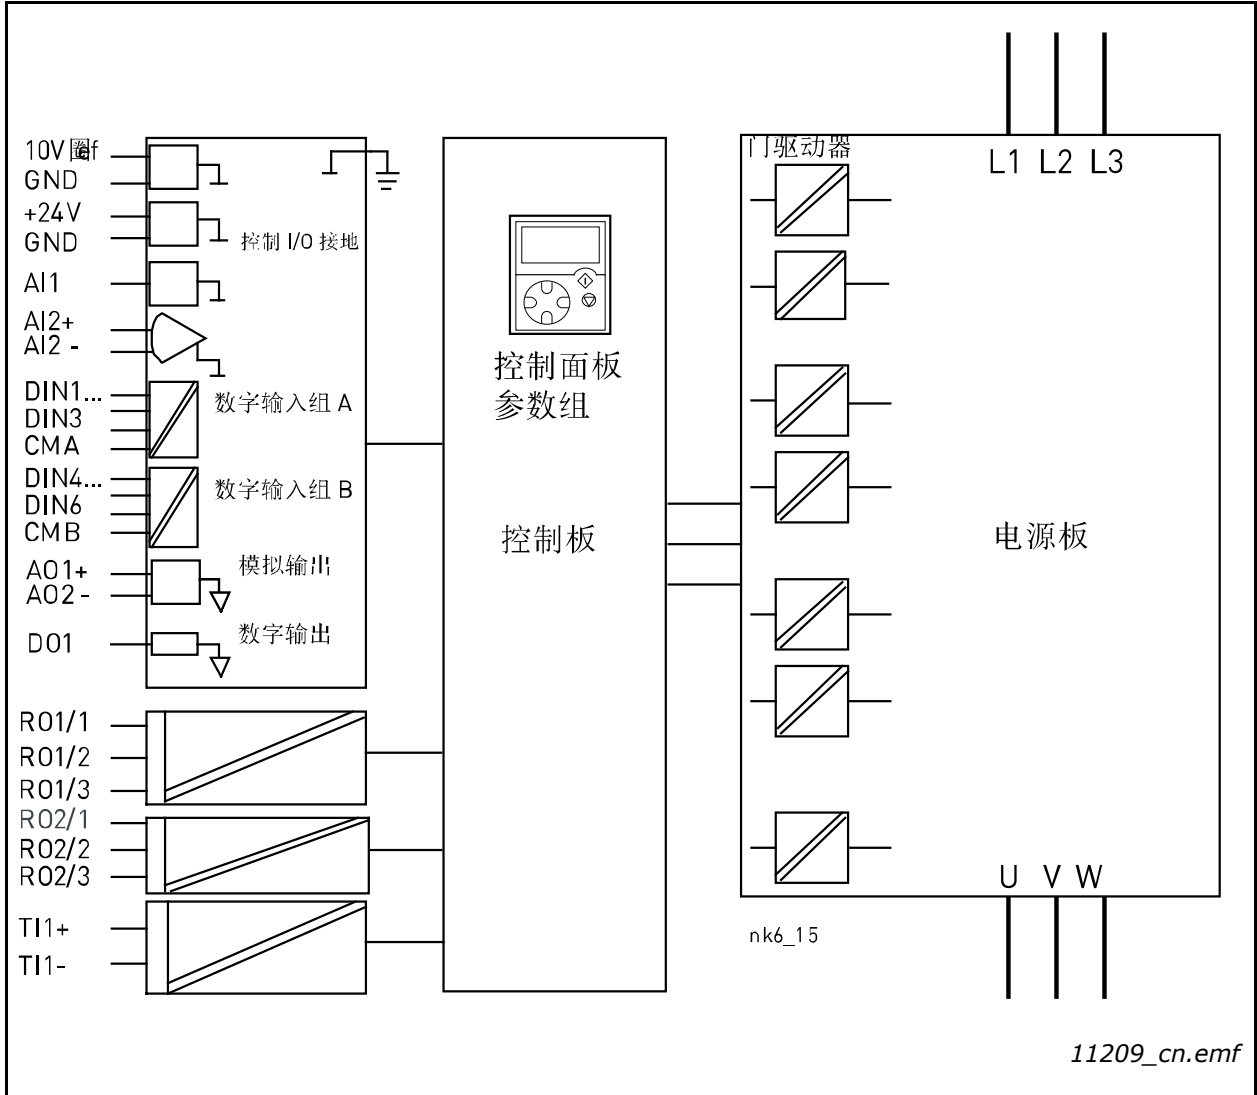 10V
GND
+24V
GND
AI1
AI2+
AI2 -
DIN1...
DIN3
CMA
DIN4...
DIN6
CMB
AO1+
AO2-
DO1
RO1/1
RO1/2
RO1/3
RO2/1
RO2/2
RO2/3
TI1+
TI1-
控制 I/O 接地
数字输入组 A
数字输入组 B
模拟输出
数字输出
控制面板
参数组
控制板
门驱动器
L1 L2 L3
电源板
U V W
nk6_15
11209_cn.emf